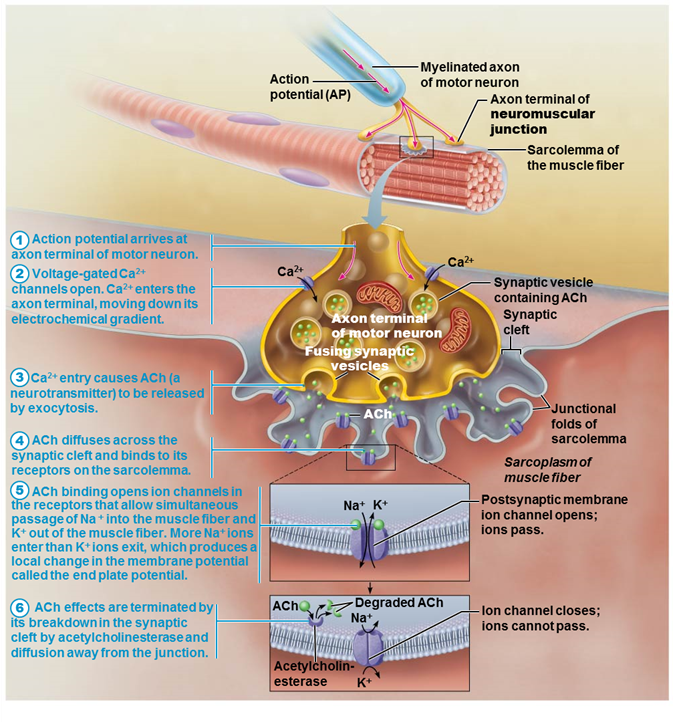 Action
potential (AP)
Myelinated axon
of motor neuron
Axon terminal of
neuromuscular
junction
Sarcolemma of
the muscle fiber
1 Action potential arrives at
axon terminal of motor neuron.
2 Voltage-gated Ca2+
channels open. Ca2+ enters
the axon terminal, moving down its
electrochemical gradient.
Ca2+
Ca2+
Synaptic vesicle
containing ACh
Axon terminal
of motor neuron
Synaptic
cleft
Fusing synaptic
vesicles
3 Ca2+ entry causes ACh (a
neurotransmitter) to be released
by exocytosis.
ACh
Junctional
folds of
sarcolemma
4 ACh diffuses across the
synaptic cleft and binds to its
receptors on the sarcolemma.
Sarcoplasm of
muscle fiber
5 ACh binding opens ion channels in
the receptors that allow simultaneous
passage of Na+ into the muscle fiber and
K+ out of the muscle fiber. More Na+ ions
enter than K+ ions exit, which produces a
local change in the membrane potential
called the end plate potential.
Na+ K+
Postsynaptic membrane
ion channel opens;
ions pass.
6 ACh effects are terminated by
its breakdown in the synaptic
cleft by acetylcholinesterase and
diffusion away from the junction.
ACh
Degraded ACh
Na+
Ion channel closes;
ions cannot pass.
Acetylcholin-
esterase
K+